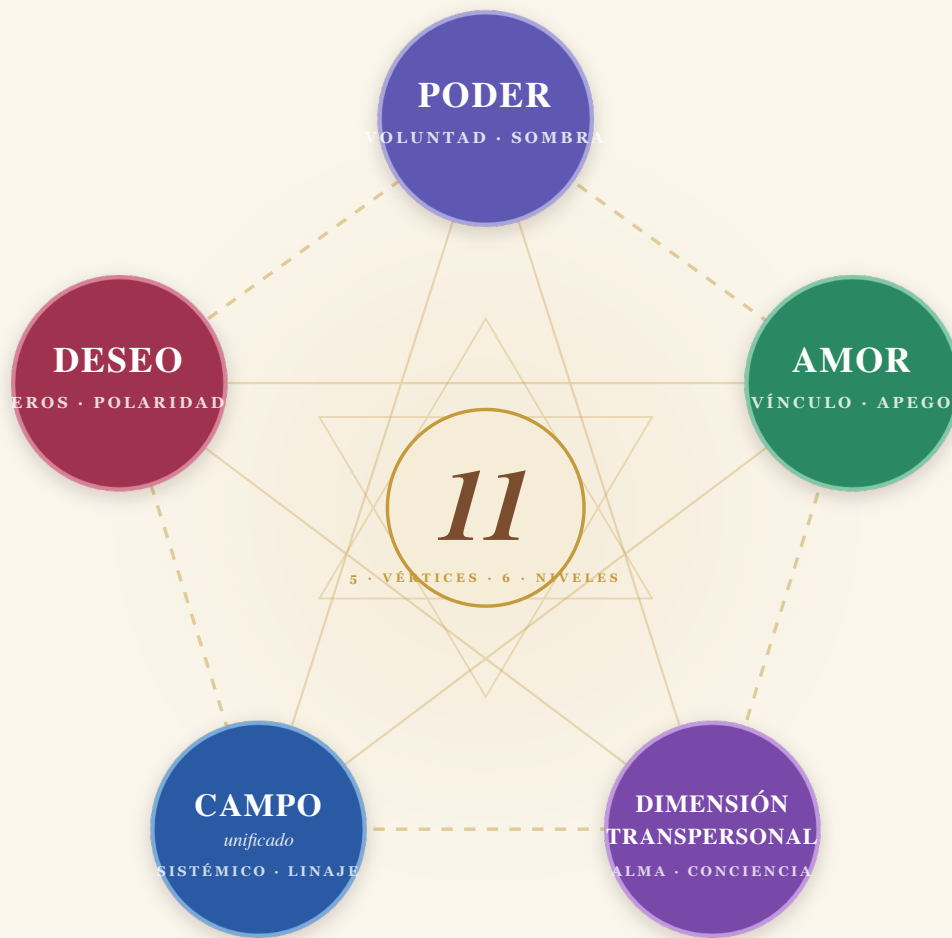 PODER
VOLUNTAD · SOMBRA
DESEO
EROS · POLARIDAD
AMOR
VÍNCULO · APEGO
11
5 · VÉRTICES · 6 · NIVELES
CAMPO
unificado
SISTÉMICO · LINAJE
DIMENSIÓN
TRANSPERSONAL
ALMA · CONCIENCIA